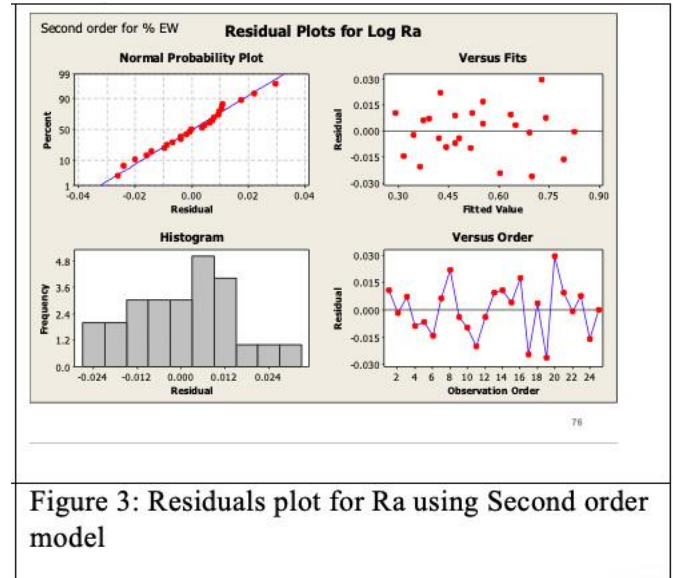 Second order for % EW
Residual Plots for Log Ra
Normal Probability Plot
99
90
50
10
1
Percent
-0.04 -0.02 0.00 0.02 0.04
Residual
Versus Fits
0.030
0.015
0.000
-0.015
-0.030
Residual
0.30 0.45 0.60 0.75 0.90
Fitted Value
Histogram
4.8
3.6
2.4
1.2
0.0
Frequency
-0.024 -0.012 0.000 0.012 0.024
Residual
Versus Order
0.030
0.015
0.000
-0.015
-0.030
Residual
2 4 6 8 10 12 14 16 18 20 22 24
Observation Order
76
Figure 3: Residuals plot for Ra using Second order
model